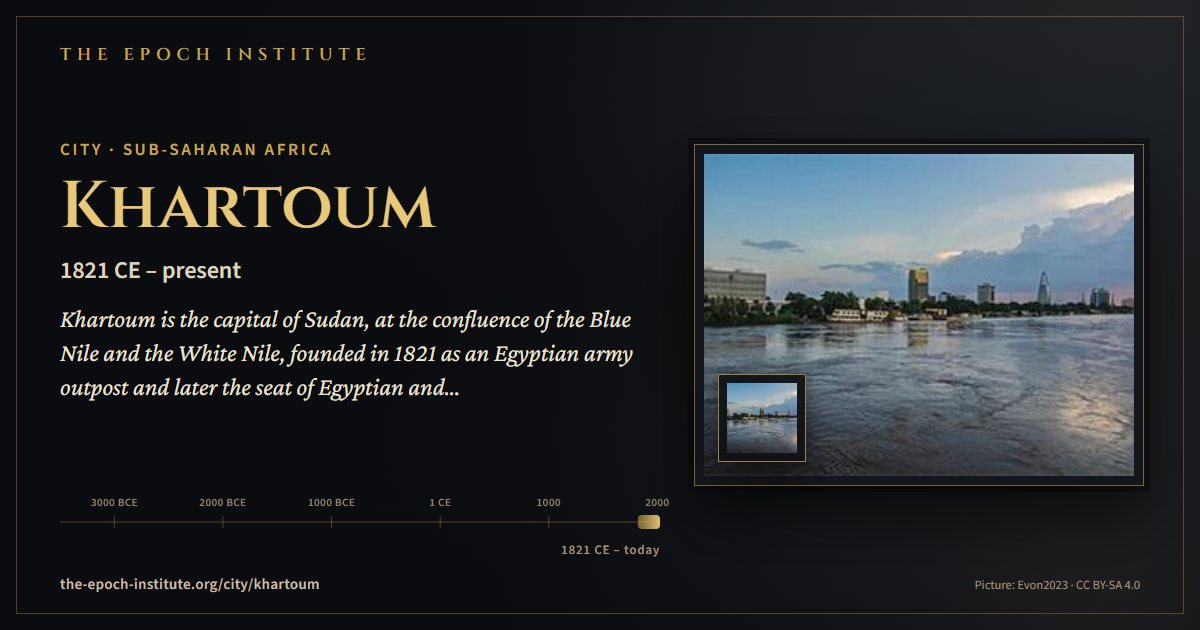 THE EPOCH INSTITUTE
CITY · SUB-SAHARAN AFRICA
KHARTOUM
1821 CE – present
Khartoum is the capital of Sudan, at the confluence of the Blue
Nile and the White Nile, founded in 1821 as an Egyptian army
outpost and later the seat of Egyptian and...
3000 BCE 2000 BCE 1000 BCE 1 CE 1000 2000
1821 CE – today
the-epoch-institute.org/city/khartoum
Picture: Evon2023 · CC BY-SA 4.0